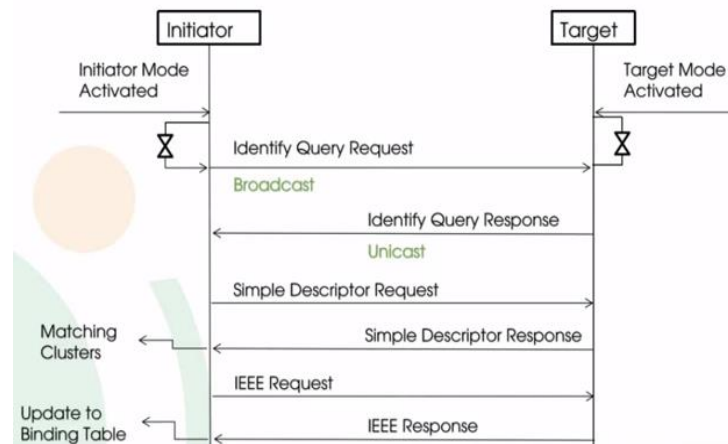 Initiator
Target
Initiator Mode
Activated
Target Mode
Activated
Identify Query Request
Broadcast
Identify Query Response
Unicast
Simple Descriptor Request
Matching
Clusters
Simple Descriptor Response
IEEE Request
Update to
Binding Table
IEEE Response